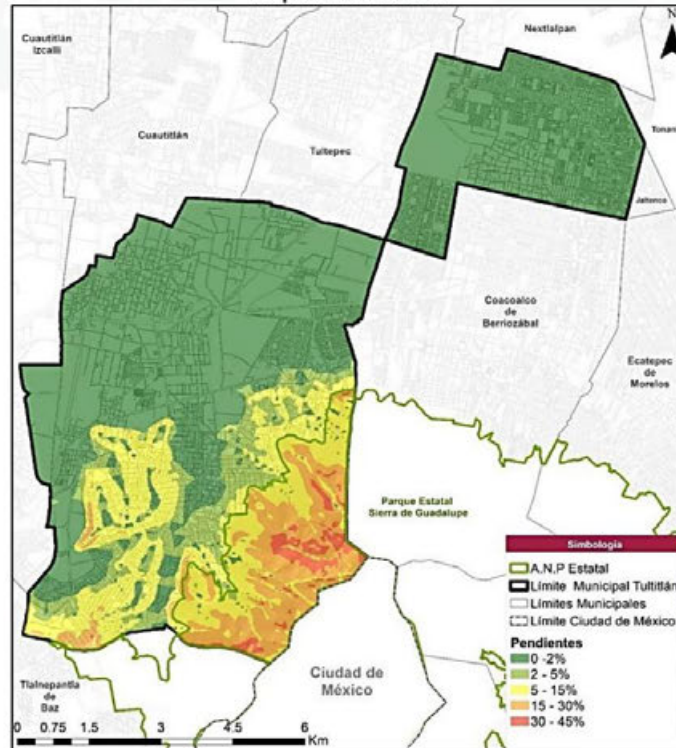 N
Nextlalpan
Cuautitlán
Izcalli
Cuautitlán
Tultepec
Tonan
Jaltenco
Coacoalco
de
Berriozábal
Ecatepec
de
Morelos
Parque Estatal
Sierra de Guadalupe
Simbología
A.N.P Estatal
Límite Municipal Tultitlán
Límites Municipales
Límite Ciudad de México
Pendientes
0 -2%
2 - 5%
5 - 15%
15 - 30%
30 - 45%
Ciudad de
México
Tlalnepantla
de
Baz
0 0.75 1.5 3 4.5 6
Km